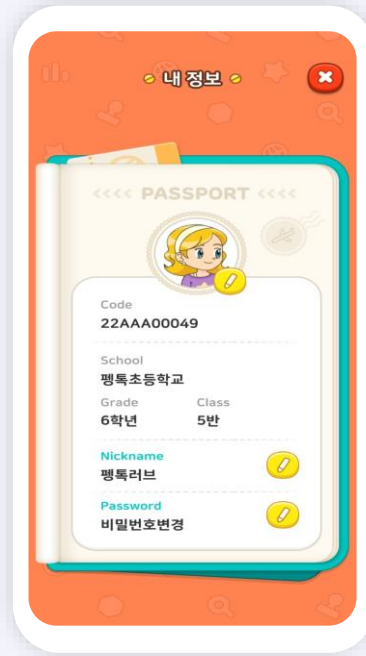 내 정보
<<<< PASSPORT <<<<
Code
22AAA00049
School
펭톡초등학교
Grade Class
6학년 5반
Nickname
펭톡러브
Password
비밀번호변경